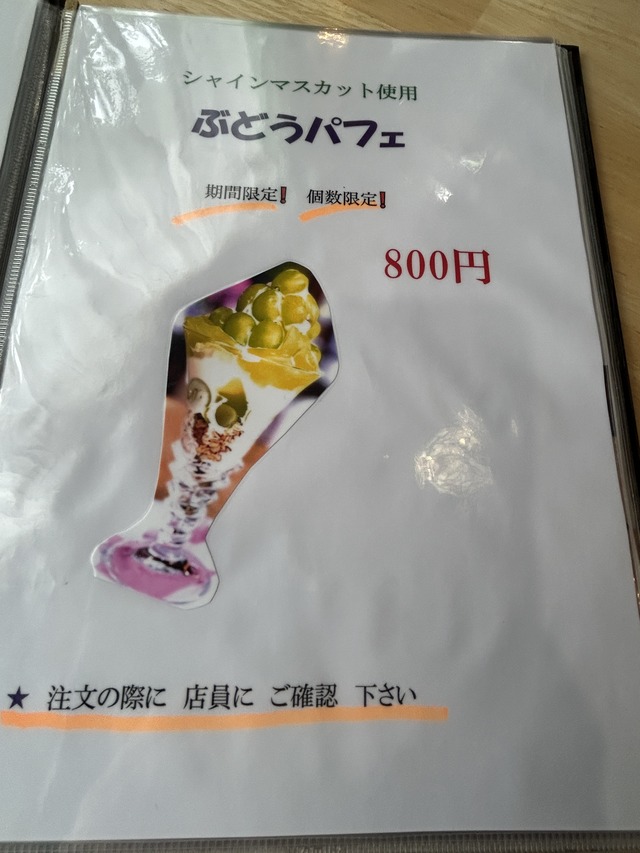 シャインマスカット使用
ぶどうパフェ
期間限定! 個数限定!
800円
★ 注文の際に 店員に ご確認 下さい